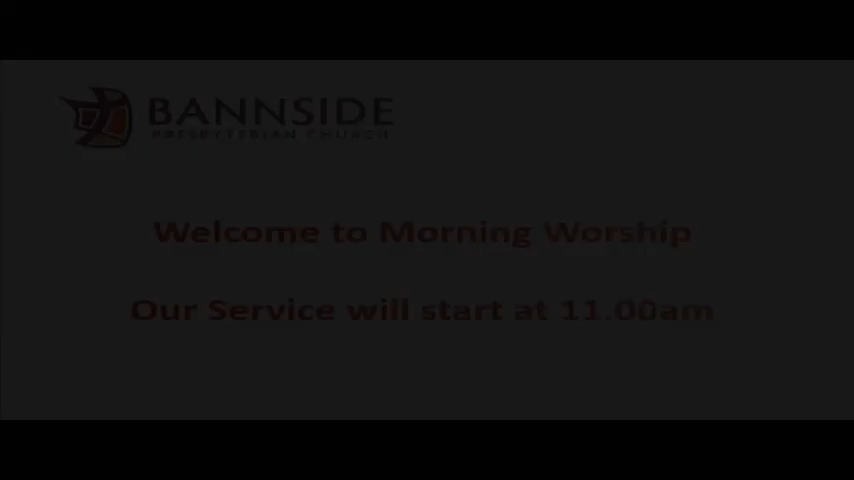 BANNSIDE
PRESBYTERIAN CHURCH
Welcome to Morning Worship
Our Service will start at 11.00am